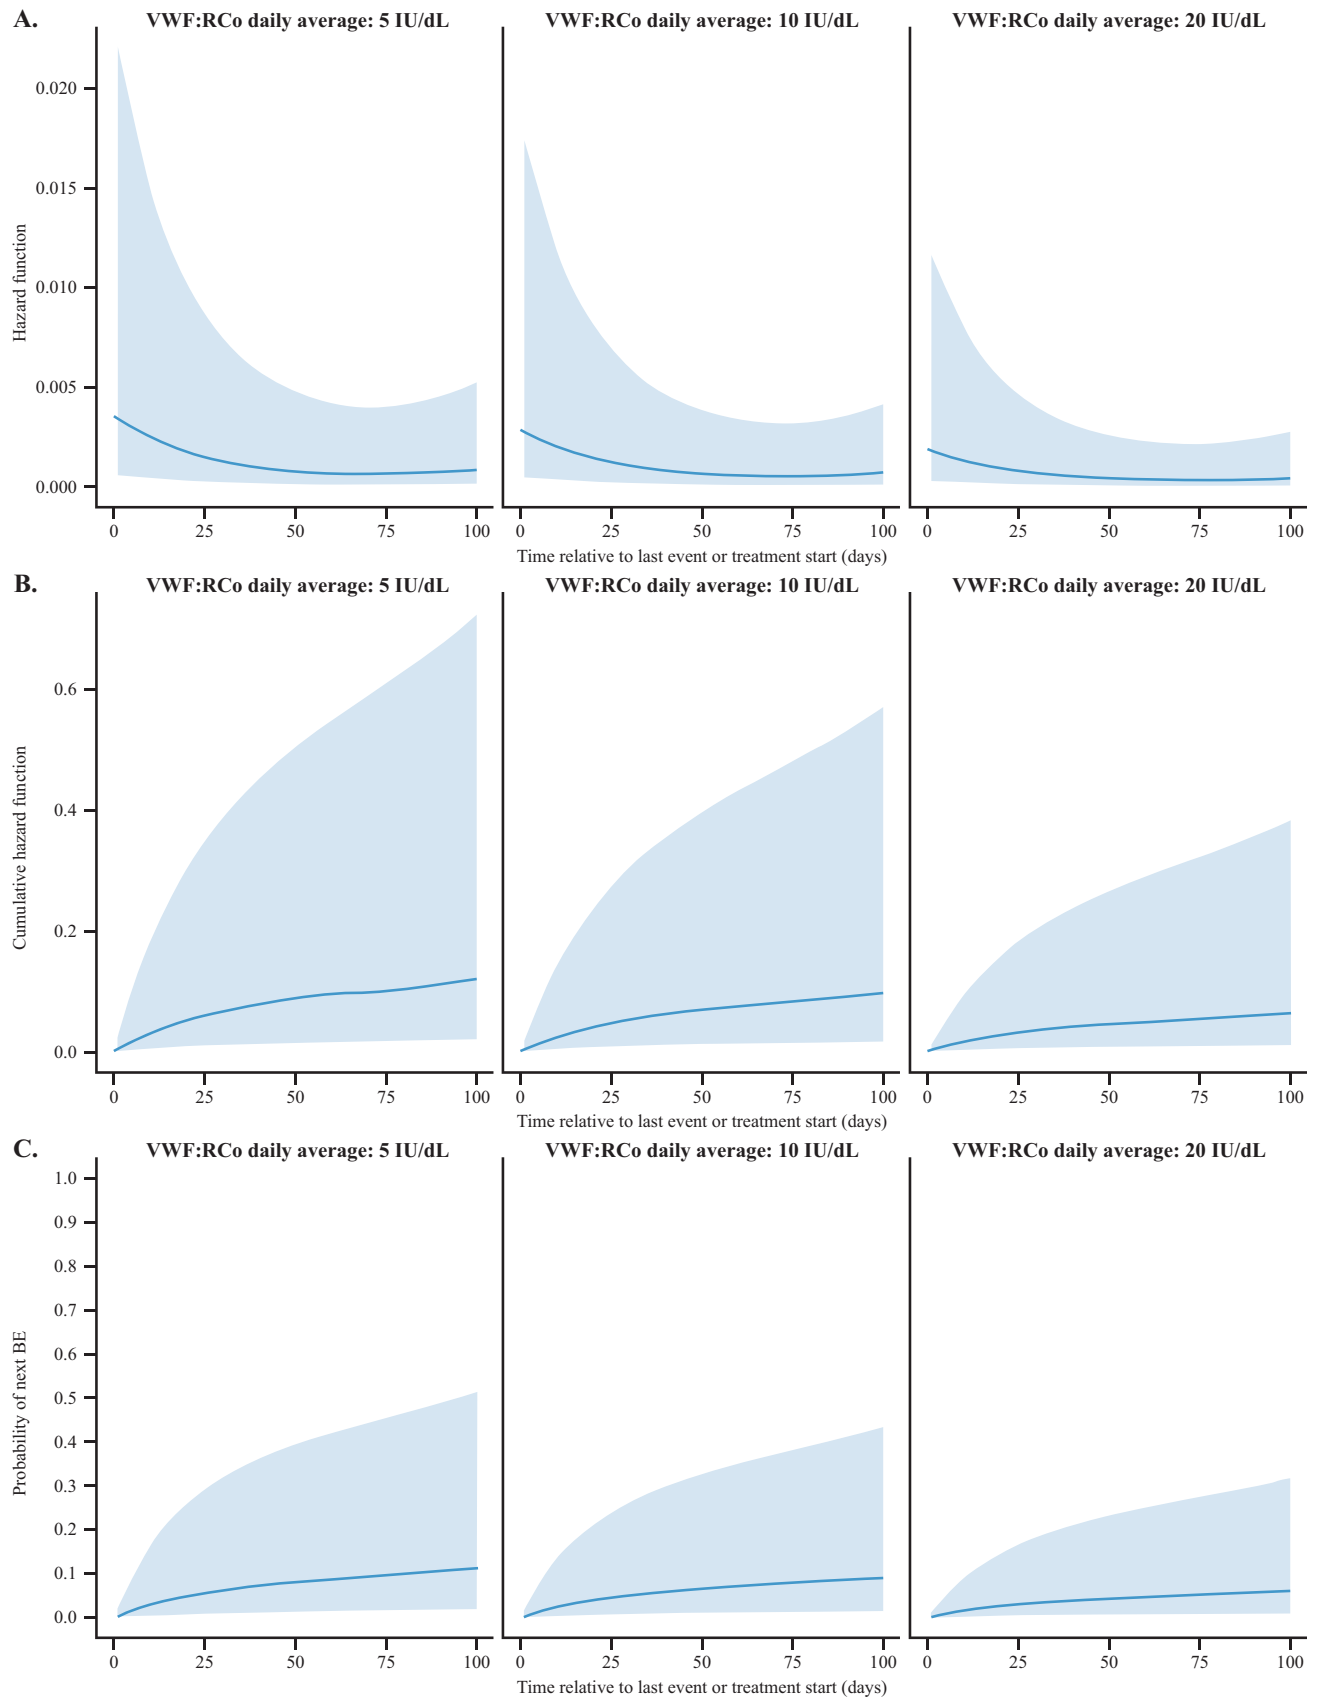 A.
VWF:RCo daily average: 5 IU/dL
VWF:RCo daily average: 10 IU/dL
VWF:RCo daily average: 20 IU/dL
Hazard function
0.020
0.015
0.010
0.005
0.000
0 25 50 75 100
0 25 50 75 100
0 25 50 75 100
Time relative to last event or treatment start (days)
B.
VWF:RCo daily average: 5 IU/dL
VWF:RCo daily average: 10 IU/dL
VWF:RCo daily average: 20 IU/dL
Cumulative hazard function
0.6
0.4
0.2
0.0
0 25 50 75 100
0 25 50 75 100
0 25 50 75 100
Time relative to last event or treatment start (days)
C.
VWF:RCo daily average: 5 IU/dL
VWF:RCo daily average: 10 IU/dL
VWF:RCo daily average: 20 IU/dL
Probability of next BE
1.0
0.9
0.8
0.7
0.6
0.5
0.4
0.3
0.2
0.1
0.0
0 25 50 75 100
0 25 50 75 100
0 25 50 75 100
Time relative to last event or treatment start (days)